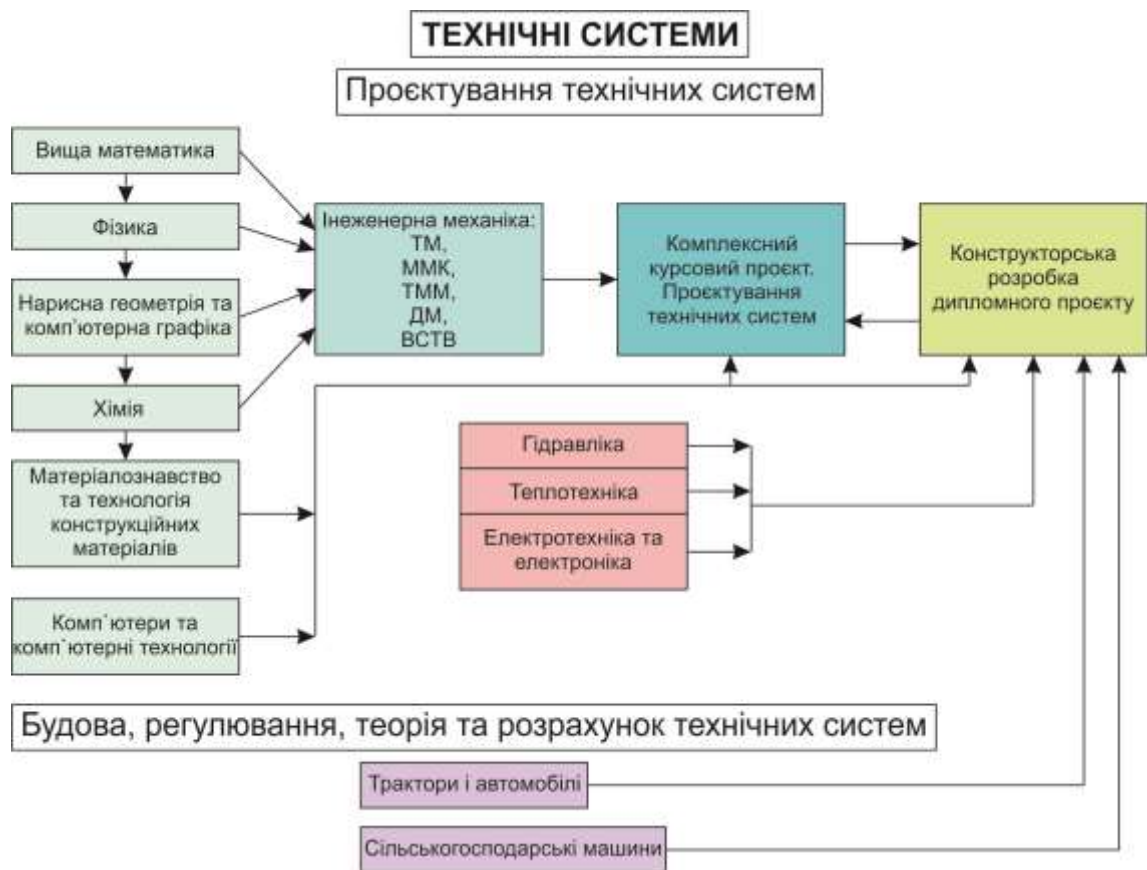 ТЕХНІЧНІ СИСТЕМИ
Проєктування технічних систем
Вища математика
Фізика
Нарисна геометрія та
комп'ютерна графіка
Хімія
Матеріалознавство
та технологія
конструкційних
матеріалів
Комп`ютери та
комп`ютерні технології
Інеженерна механіка:
ТМ,
ММК,
ТММ,
ДМ,
ВСТВ
Комплексний
курсовий проєкт.
Проєктування
технічних систем
Конструкторська
розробка
дипломного проєкту
Гідравліка
Теплотехніка
Електротехніка та
електроніка
Будова, регулювання, теорія та розрахунок технічних систем
Трактори і автомобілі
Сільськогосподарські машини